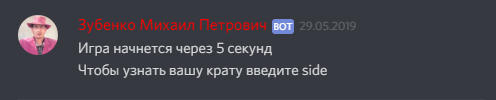 Зубенко Михаил Петрович BOT 29.05.2019
Игра начнется через 5 секунд
Чтобы узнать вашу крату введите side